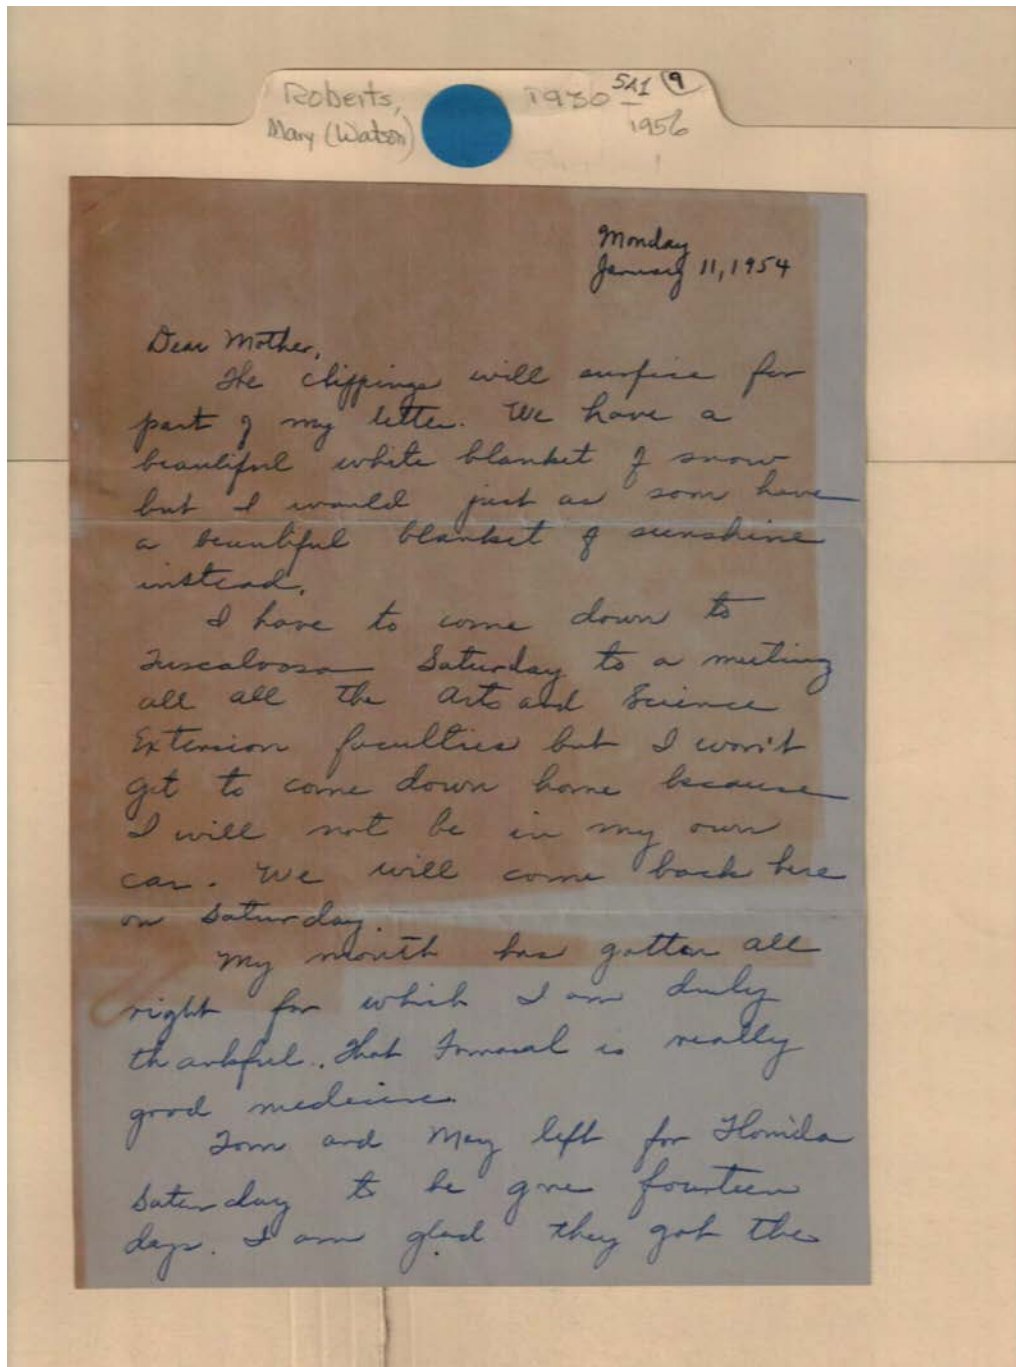 Roberts,
Mary (Watson)
1930 - 1956
5A1 9
Monday
January 11, 1954
Dear Mother,
The clippings will surfice for
part of my letter. We have a
beautiful white blanket of snow
but I would just as soon have
a beautiful blanket of sunshine
instead.
I have to come down to
Tuscaloosa Saturday to a meeting
all all the Arts and Science
Extension faculties but I won't
get to come down home because
I will not be in my own
car. We will come back here
on Saturday.
My mouth has gotten all
right for which I am duly
thankful. That is really
good medicine.
Tom and May left for Florida
Saturday to be gone fourteen
days. I am glad they got the